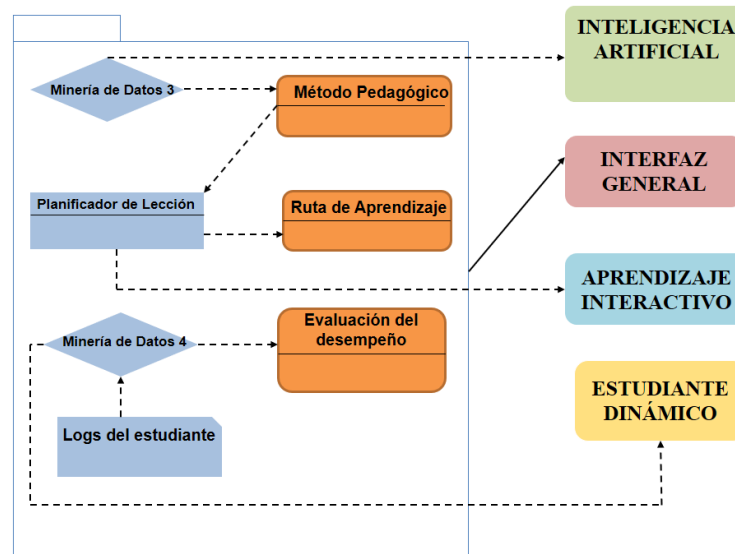 INTELIGENCIA
ARTIFICIAL
Minería de Datos 3
Método Pedagógico
INTERFAZ
GENERAL
Planificador de Lección
Ruta de Aprendizaje
APRENDIZAJE
INTERACTIVO
Evaluación del
desempeño
Minería de Datos 4
ESTUDIANTE
DINÁMICO
Logs del estudiante